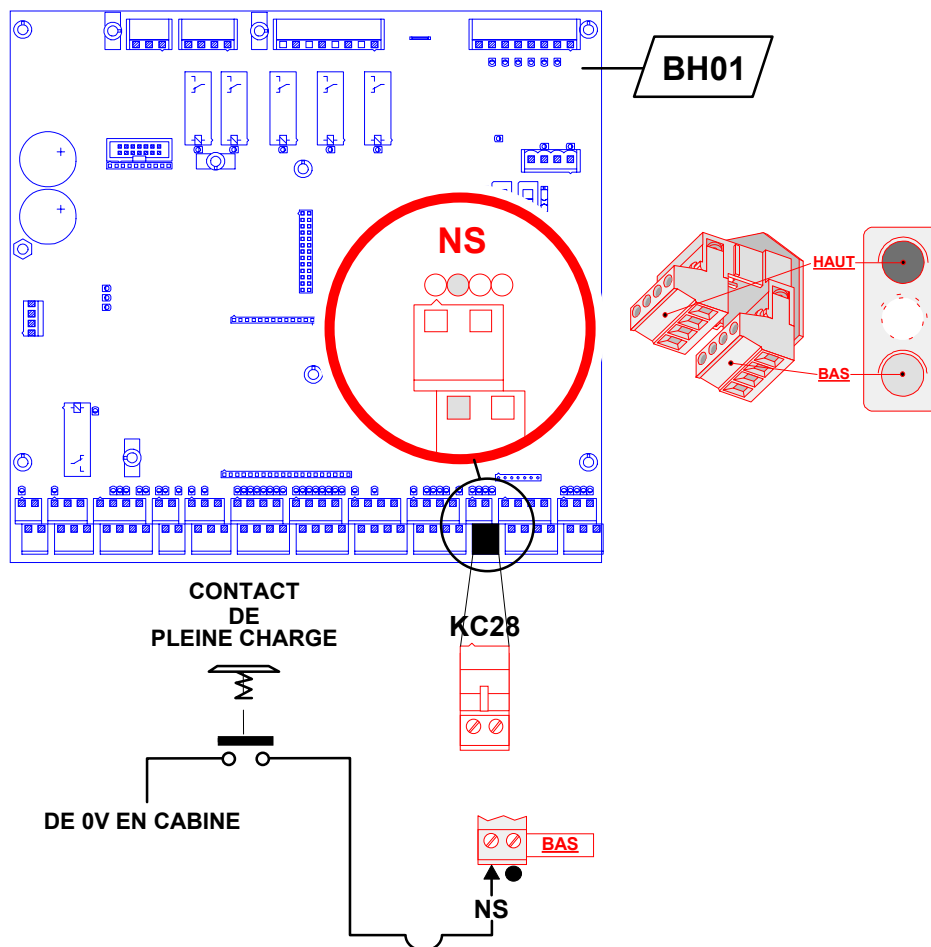 BH01
NS
HAUT
BAS
CONTACT
DE
PLEINE CHARGE
KC28
DE 0V EN CABINE
BAS
NS